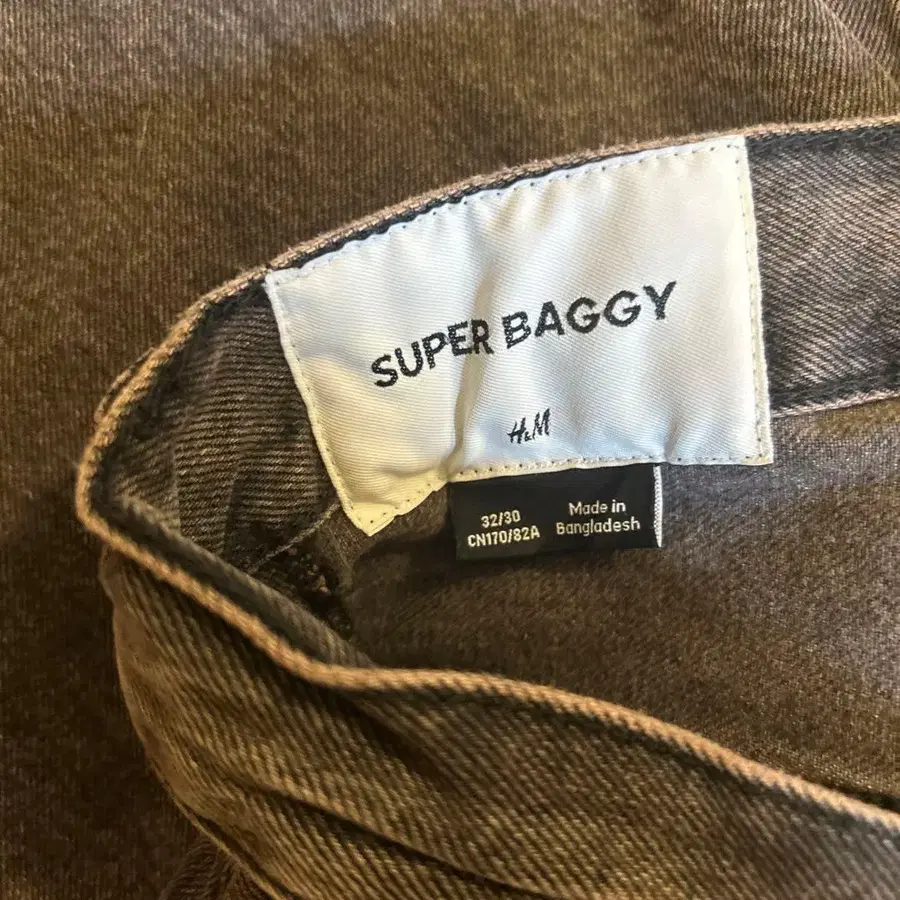 SUPER BAGGY
H&M
32/30
CN170/82A
Made in
Bangladesh